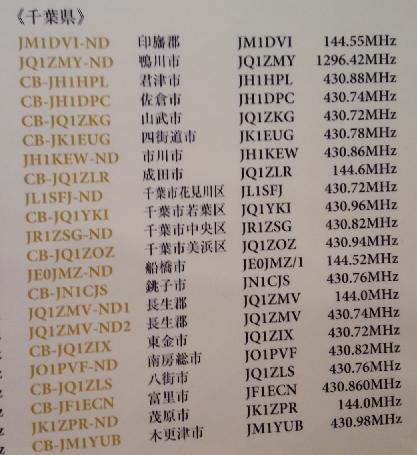 《千葉県》
JM1DVI-ND 印旛郡 JM1DVI 144.55MHz
JQ1ZMY-ND 鴨川市 JQ1ZMY 1296.42MHz
CB-JH1HPL 君津市 JH1HPL 430.88MHz
CB-JH1DPC 佐倉市 JH1DPC 430.74MHz
CB-JQ1ZKG 山武市 JQ1ZKG 430.72MHz
CB-JK1EUG 四街道市 JK1EUG 430.78MHz
JH1KEW-ND 市川市 JH1KEW 430.86MHz
CB-JQ1ZLR 成田市 JQ1ZLR 144.6MHz
JL1SFJ-ND 千葉市花見川区 JL1SFJ 430.72MHz
CB-JQ1YKI 千葉市若葉区 JQ1YKI 430.96MHz
JR1ZSG-ND 千葉市中央区 JR1ZSG 430.82MHz
CB-JQ1ZOZ 千葉市美浜区 JQ1ZOZ 430.94MHz
JE0JMZ-ND 船橋市 JE0JMZ/1 144.52MHz
CB-JN1CJS 銚子市 JN1CJS 430.76MHz
JQ1ZMV-ND1 長生郡 JQ1ZMV 144.0MHz
JQ1ZMV-ND2 長生郡 JQ1ZMV 430.74MHz
CB-JQ1ZIX 東金市 JQ1ZIX 430.72MHz
JO1PVF-ND 南房総市 JO1PVF 430.82MHz
CB-JQ1ZLS 八街市 JQ1ZLS 430.76MHz
CB-JF1ECN 富里市 JF1ECN 430.860MHz
JK1ZPR-ND 茂原市 JK1ZPR 144.0MHz
CB-JM1YUB 木更津市 JM1YUB 430.98MHz